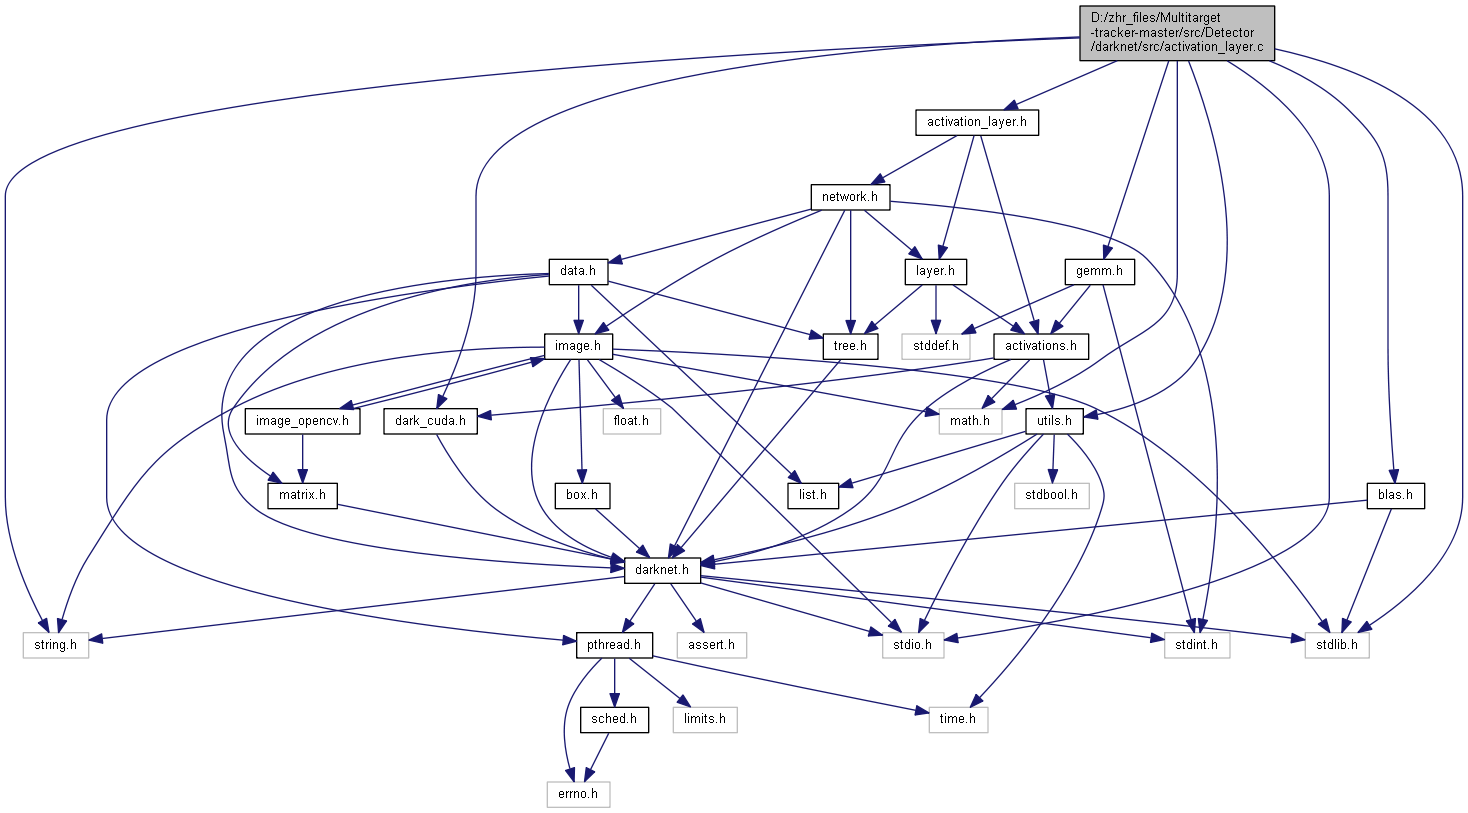 D:/zhr_files/Multitarget
-tracker-master/src/Detector
/darknet/src/activation_layer.c
activation_layer.h
network.h
data.h
layer.h
gemm.h
image.h
tree.h
stddef.h
activations.h
image_opencv.h
dark_cuda.h
float.h
math.h
utils.h
matrix.h
box.h
list.h
stdbool.h
blas.h
darknet.h
string.h
pthread.h
assert.h
stdio.h
stdint.h
stdlib.h
sched.h
limits.h
time.h
errno.h